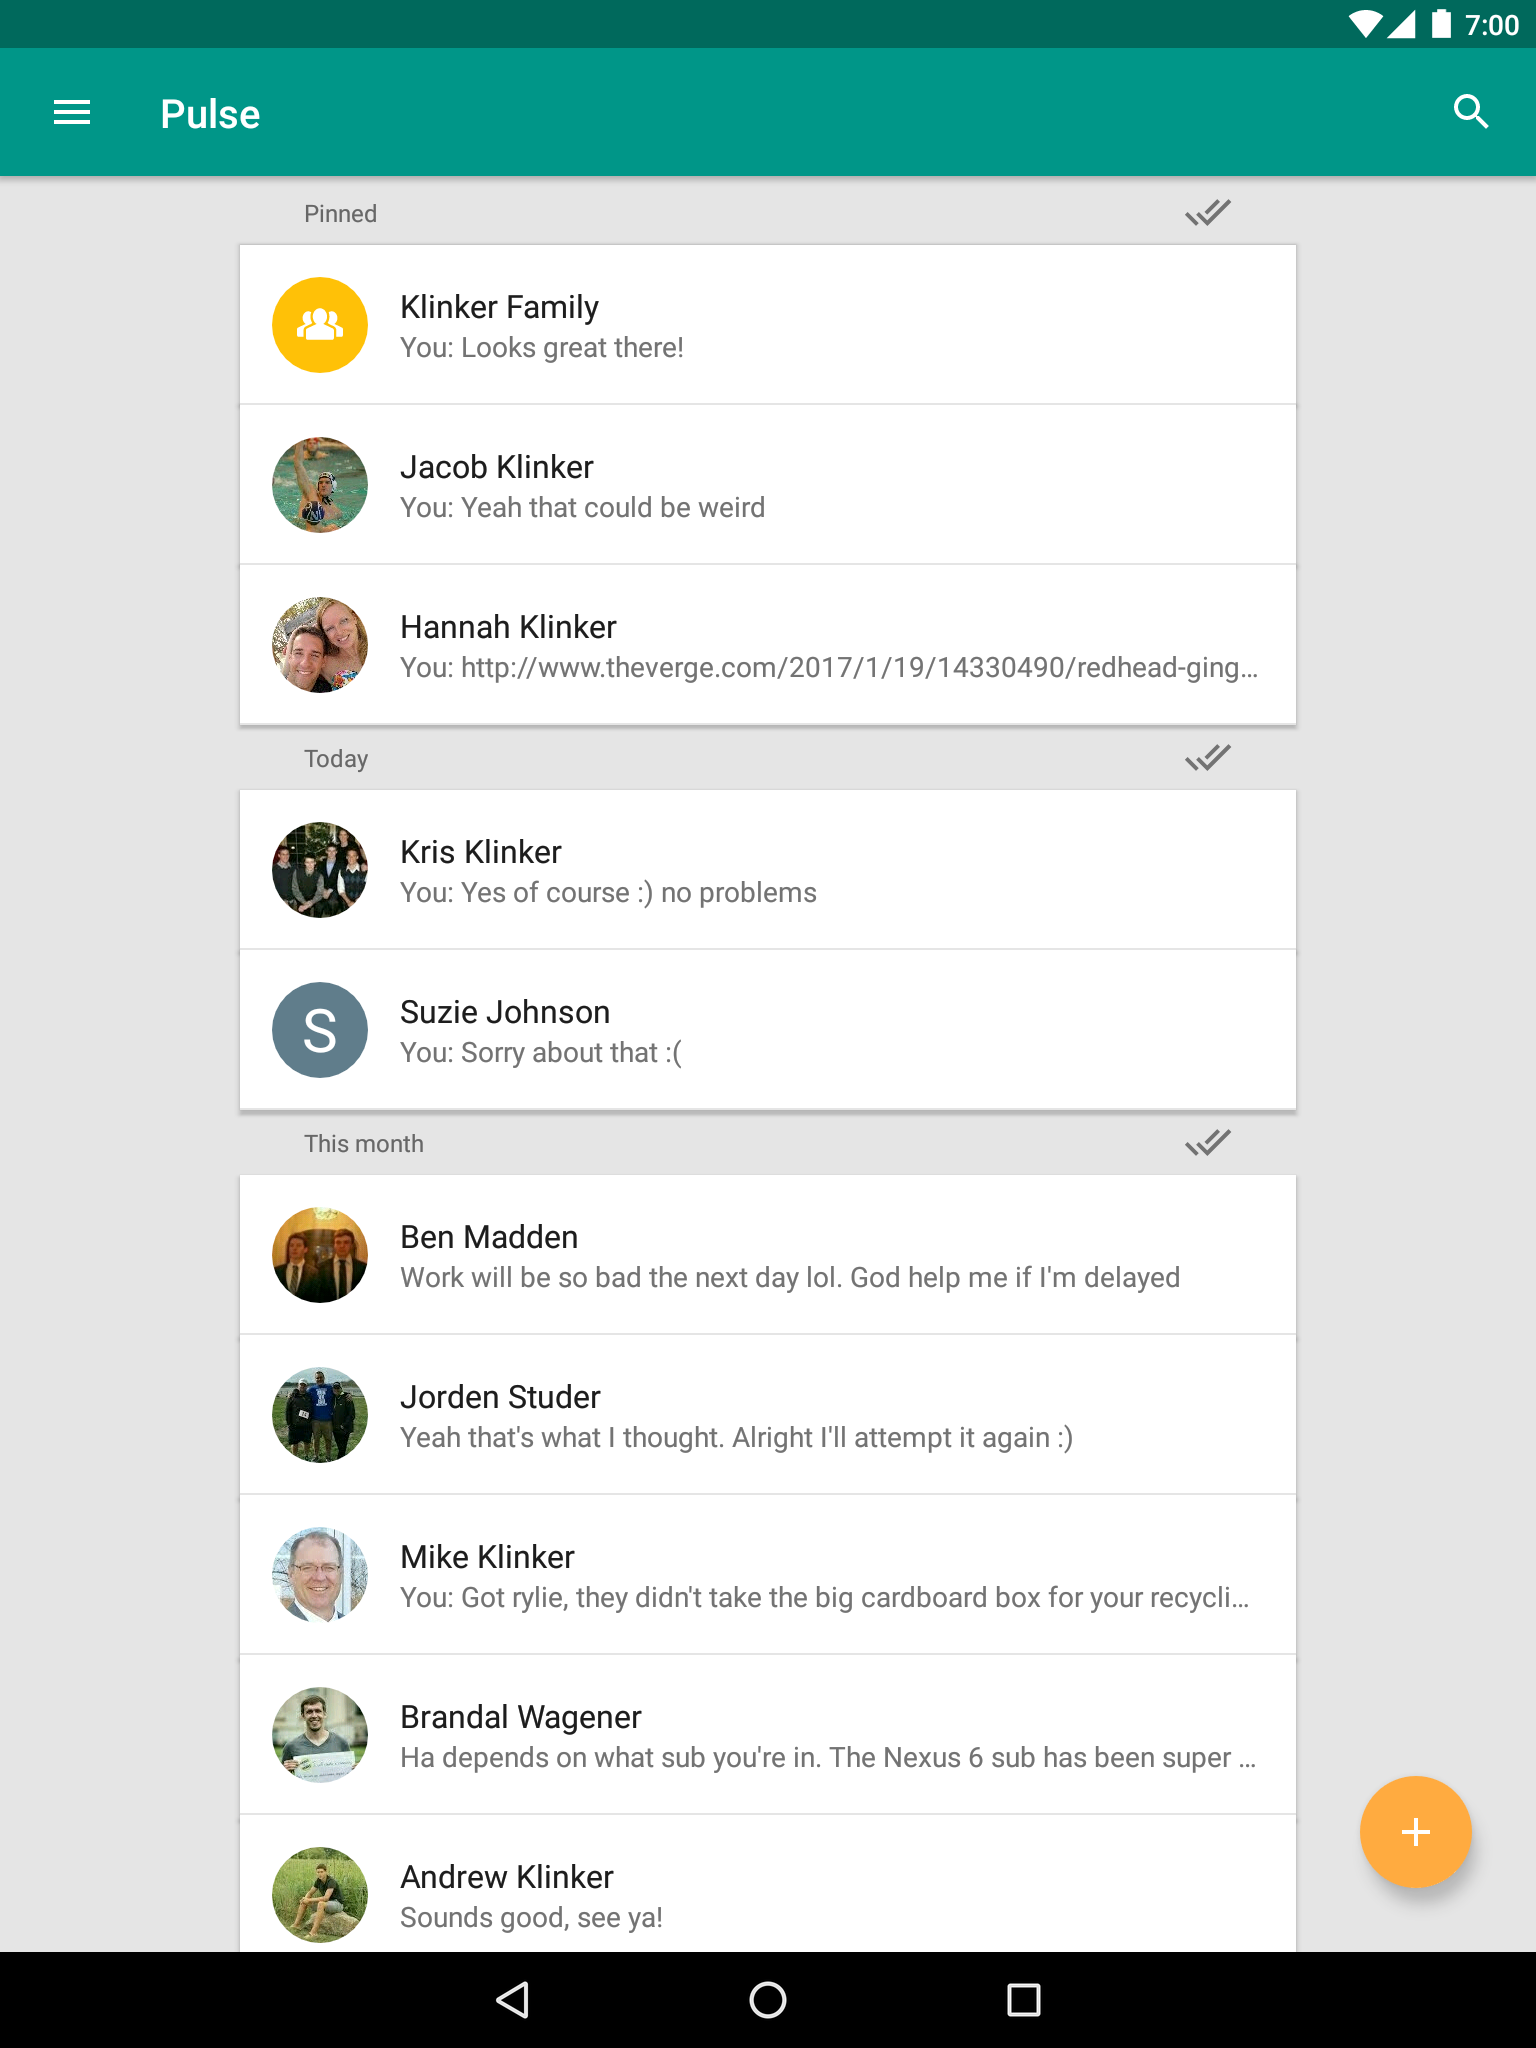 7:00
Pulse
Pinned
Klinker Family
You: Looks great there!
Jacob Klinker
You: Yeah that could be weird
Hannah Klinker
You: http://www.theverge.com/2017/1/19/14330490/redhead-ging...
Today
Kris Klinker
You: Yes of course :) no problems
S
Suzie Johnson
You: Sorry about that :(
This month
Ben Madden
Work will be so bad the next day lol. God help me if I'm delayed
Jorden Studer
Yeah that's what I thought. Alright I'll attempt it again :)
Mike Klinker
You: Got rylie, they didn't take the big cardboard box for your recycli...
Brandal Wagener
Ha depends on what sub you're in. The Nexus 6 sub has been super ...
Andrew Klinker
Sounds good, see ya!